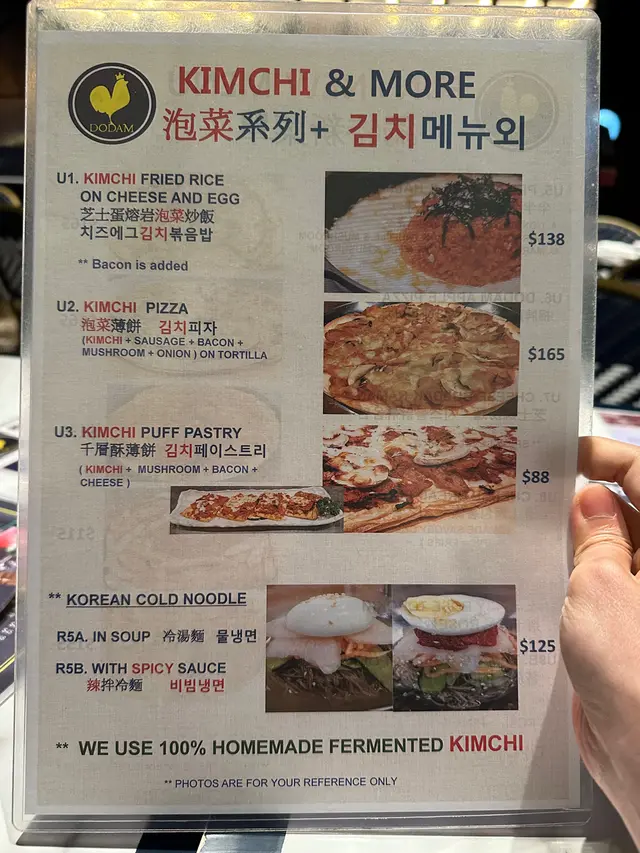 DODAM
KIMCHI & MORE
泡菜系列+ 김치메뉴외
U1. KIMCHI FRIED RICE
ON CHEESE AND EGG
芝士蛋熔岩泡菜炒飯
치즈에그김치볶음밥
** Bacon is added
$138
U2. KIMCHI PIZZA
泡菜薄餅 김치피자
(KIMCHI + SAUSAGE + BACON +
MUSHROOM + ONION ) ON TORTILLA
$165
U3. KIMCHI PUFF PASTRY
千層酥薄餅 김치페이스트리
( KIMCHI + MUSHROOM + BACON +
CHEESE )
$88
** KOREAN COLD NOODLE
R5A. IN SOUP 冷湯麵 물냉면
R5B. WITH SPICY SAUCE
辣拌冷麵 비빔냉면
$125
** WE USE 100% HOMEMADE FERMENTED KIMCHI
** PHOTOS ARE FOR YOUR REFERENCE ONLY